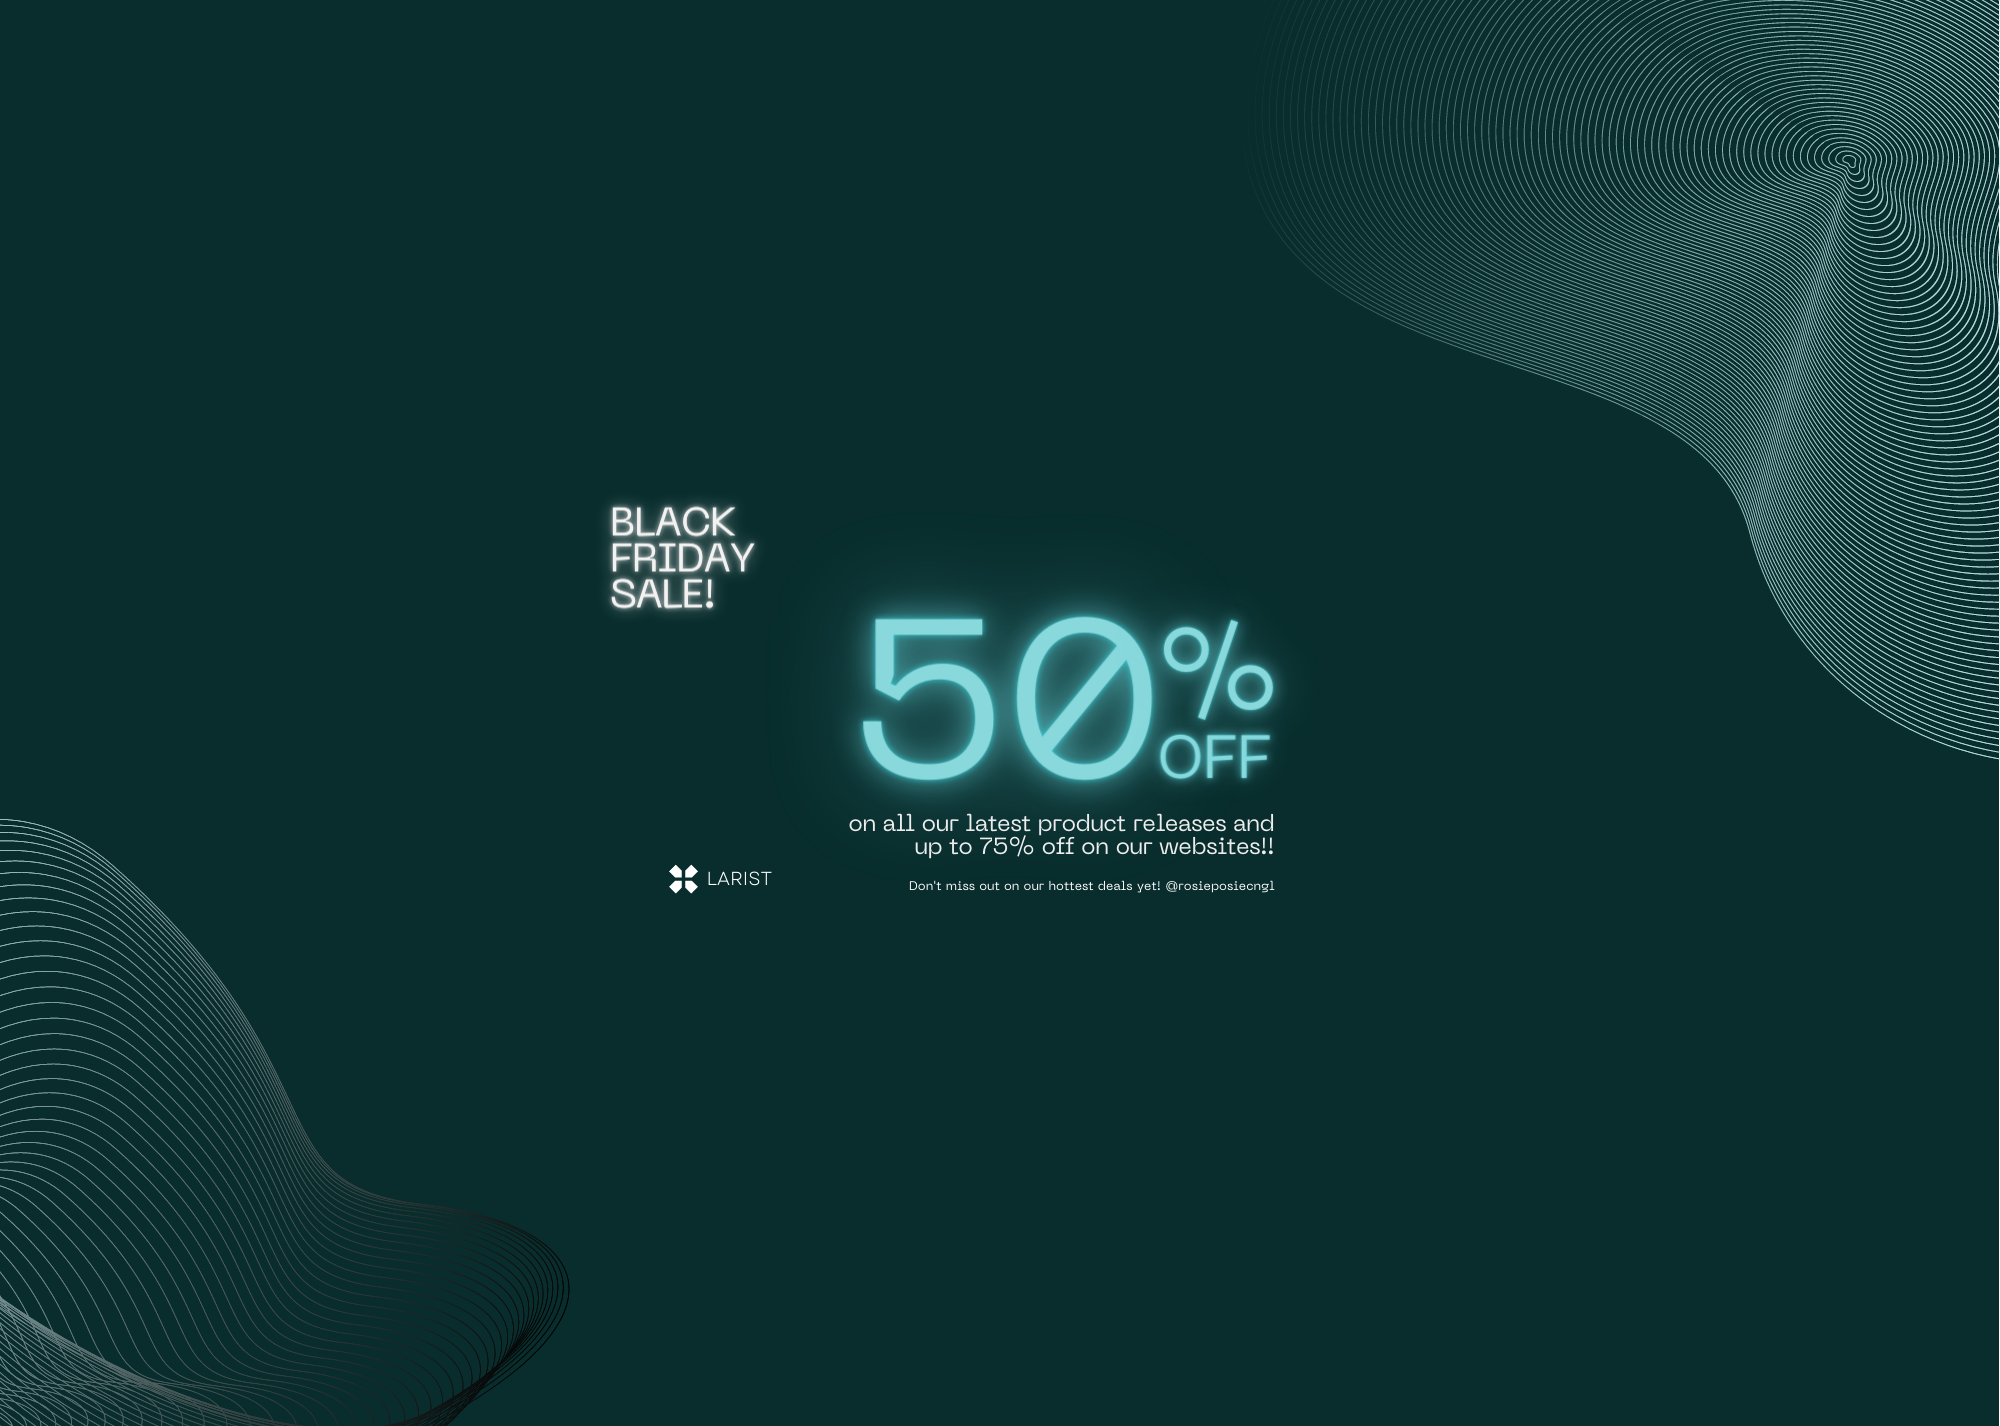 BLACK
FRIDAY
SALE!
50%
OFF
on all our latest product releases and
up to 75% off on our websites!!
LARIST
Don't miss out on our hottest deals yet! @rosieposiecngl